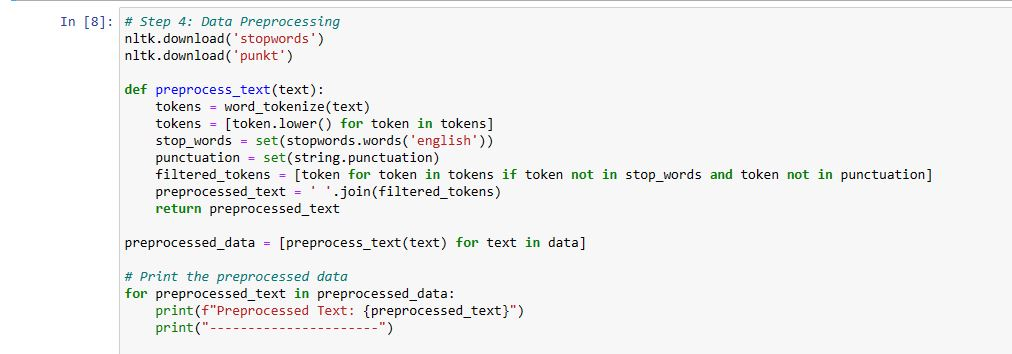 In [8]: # Step 4: Data Preprocessing
nltk.download('stopwords')
nltk.download('punkt')
def preprocess_text(text):
    tokens = word_tokenize(text)
    tokens = [token.lower() for token in tokens]
    stop_words = set(stopwords.words('english'))
    punctuation = set(string.punctuation)
    filtered_tokens = [token for token in tokens if token not in stop_words and token not in punctuation]
    preprocessed_text = ' '.join(filtered_tokens)
    return preprocessed_text
preprocessed_data = [preprocess_text(text) for text in data]
# Print the preprocessed data
for preprocessed_text in preprocessed_data:
    print(f"Preprocessed Text: {preprocessed_text}")
    print("----------------------")